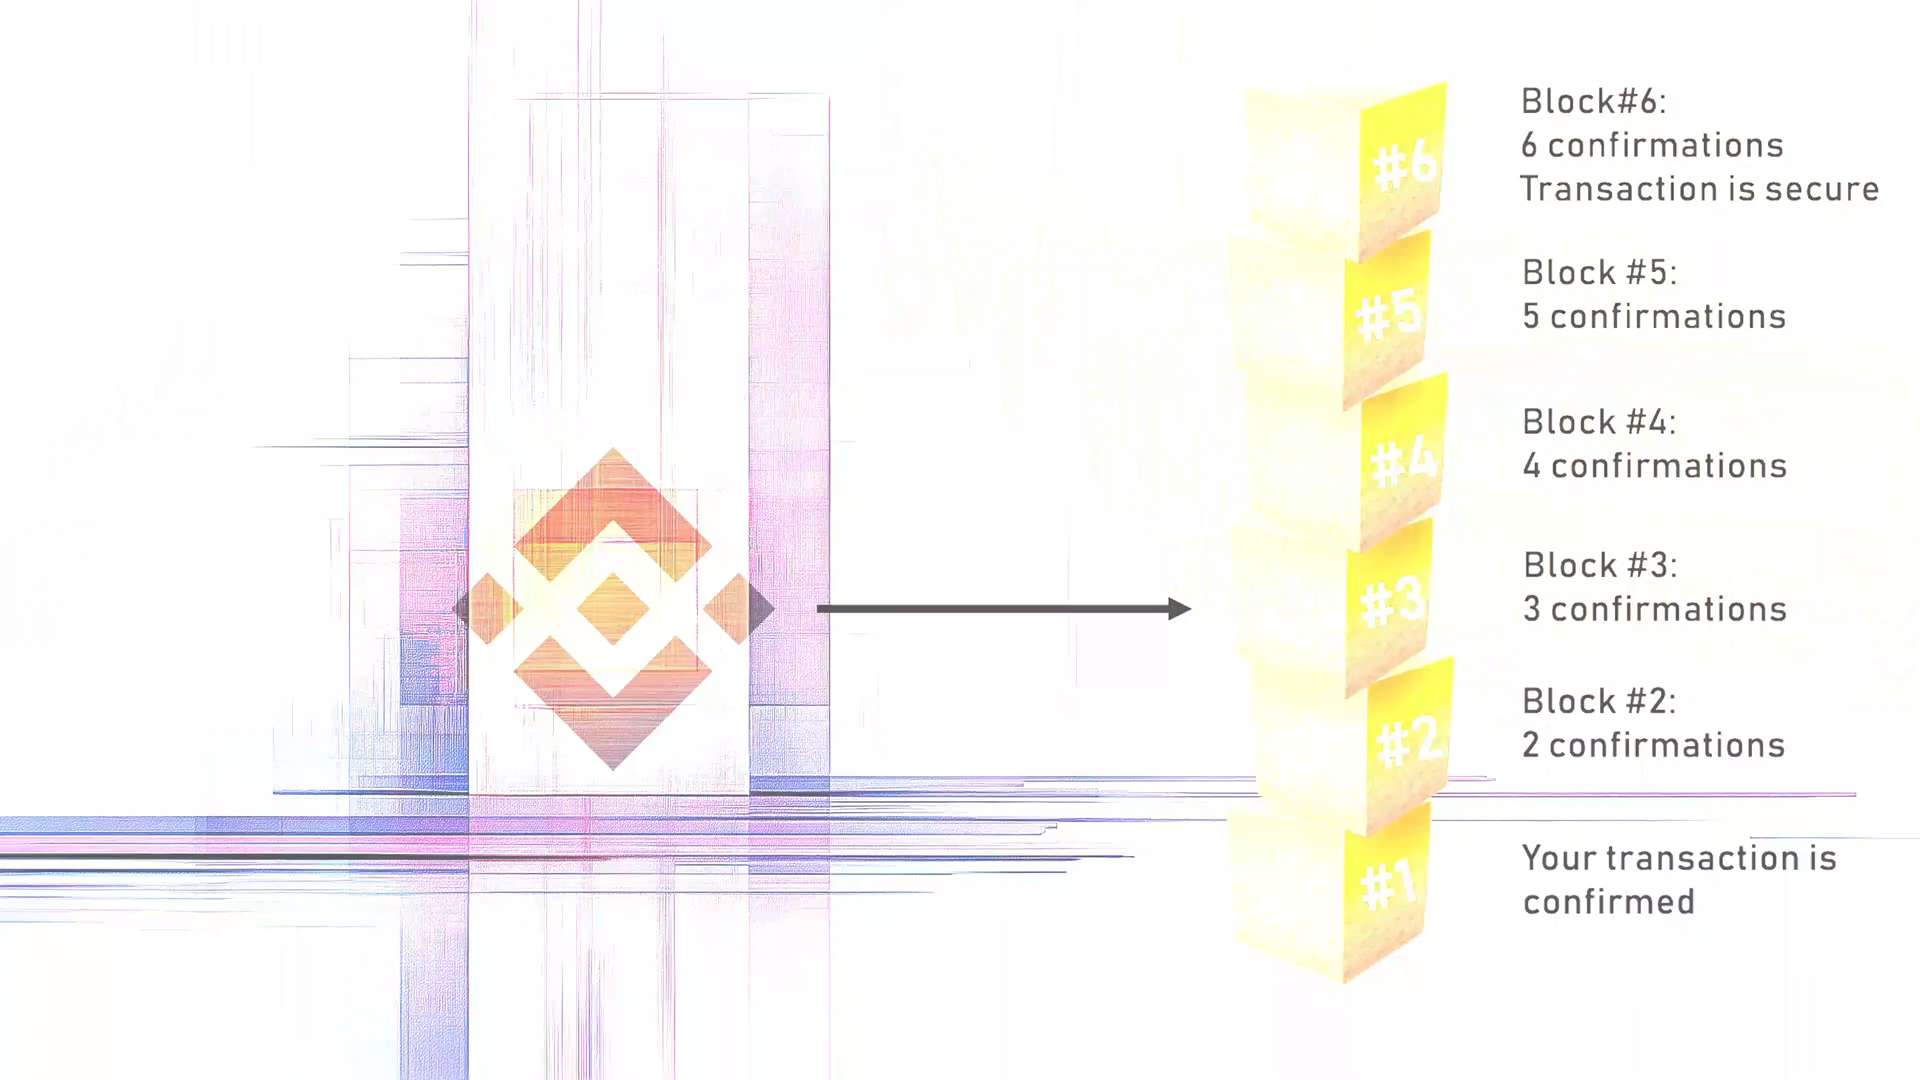 #6
Block#6:
6 confirmations
Transaction is secure
#5
Block #5:
5 confirmations
#4
Block #4:
4 confirmations
#3
Block #3:
3 confirmations
#2
Block #2:
2 confirmations
#1
Your transaction is
confirmed